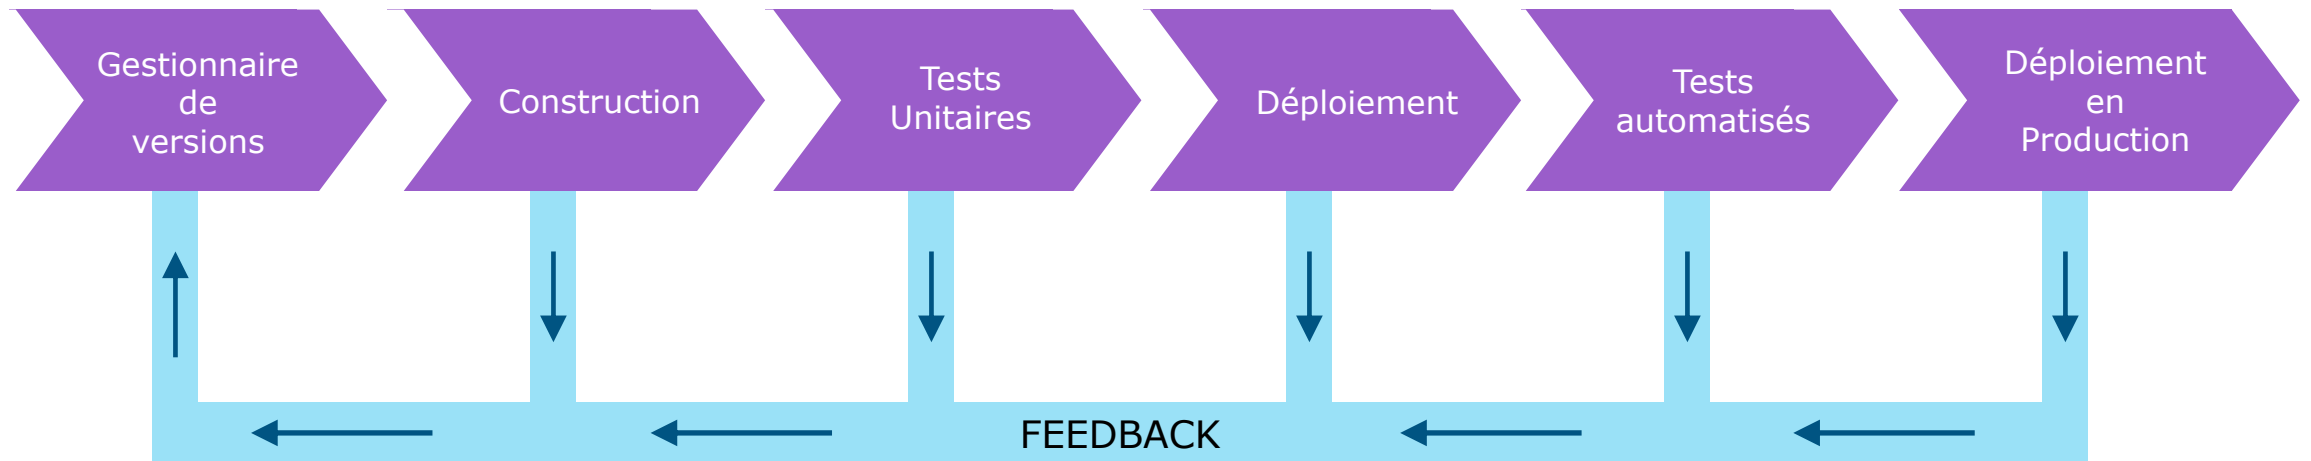 Gestionnaire
de
versions
Construction
Tests
Unitaires
Déploiement
Tests
automatisés
Déploiement
en
Production
FEEDBACK